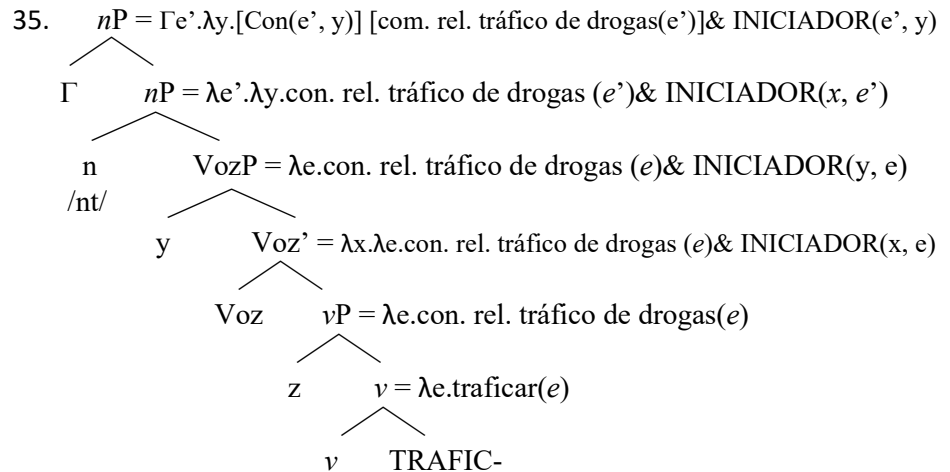 35. nP = Γe’.λy.[Con(e’, y)] [com. rel. tráfico de drogas(e’)]& INICIADOR(e’, y)
Γ nP = λe’.λy.con. rel. tráfico de drogas (e’)& INICIADOR(x, e’)
n VozP = λe.con. rel. tráfico de drogas (e)& INICIADOR(y, e)
/nt/
y Voz’ = λx.λe.con. rel. tráfico de drogas (e)& INICIADOR(x, e)
Voz vP = λe.con. rel. tráfico de drogas(e)
z v = λe.traficar(e)
v TRAFIC-